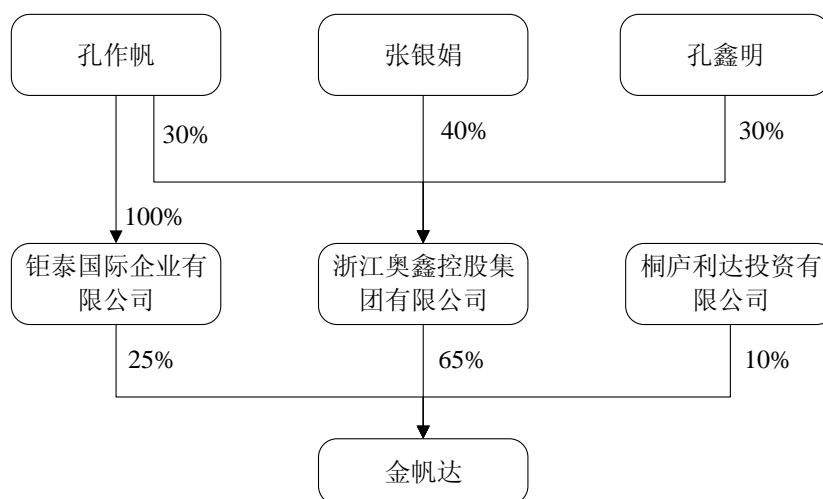 孔作帆
张银娟
孔鑫明
30%
40%
30%
100%
钜泰国际企业有
限公司
浙江奥鑫控股集
团有限公司
桐庐利达投资有
限公司
25%
65%
10%
金帆达